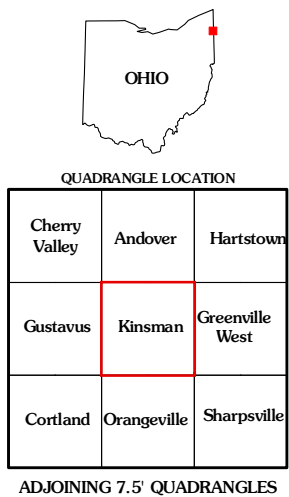 OHIO
QUADRANGLE LOCATION
Cherry
Valley
Andover
Hartstown
Gustavus
Kinsman
Greenville
West
Cortland
Orangeville
Sharpsville
ADJOINING 7.5' QUADRANGLES